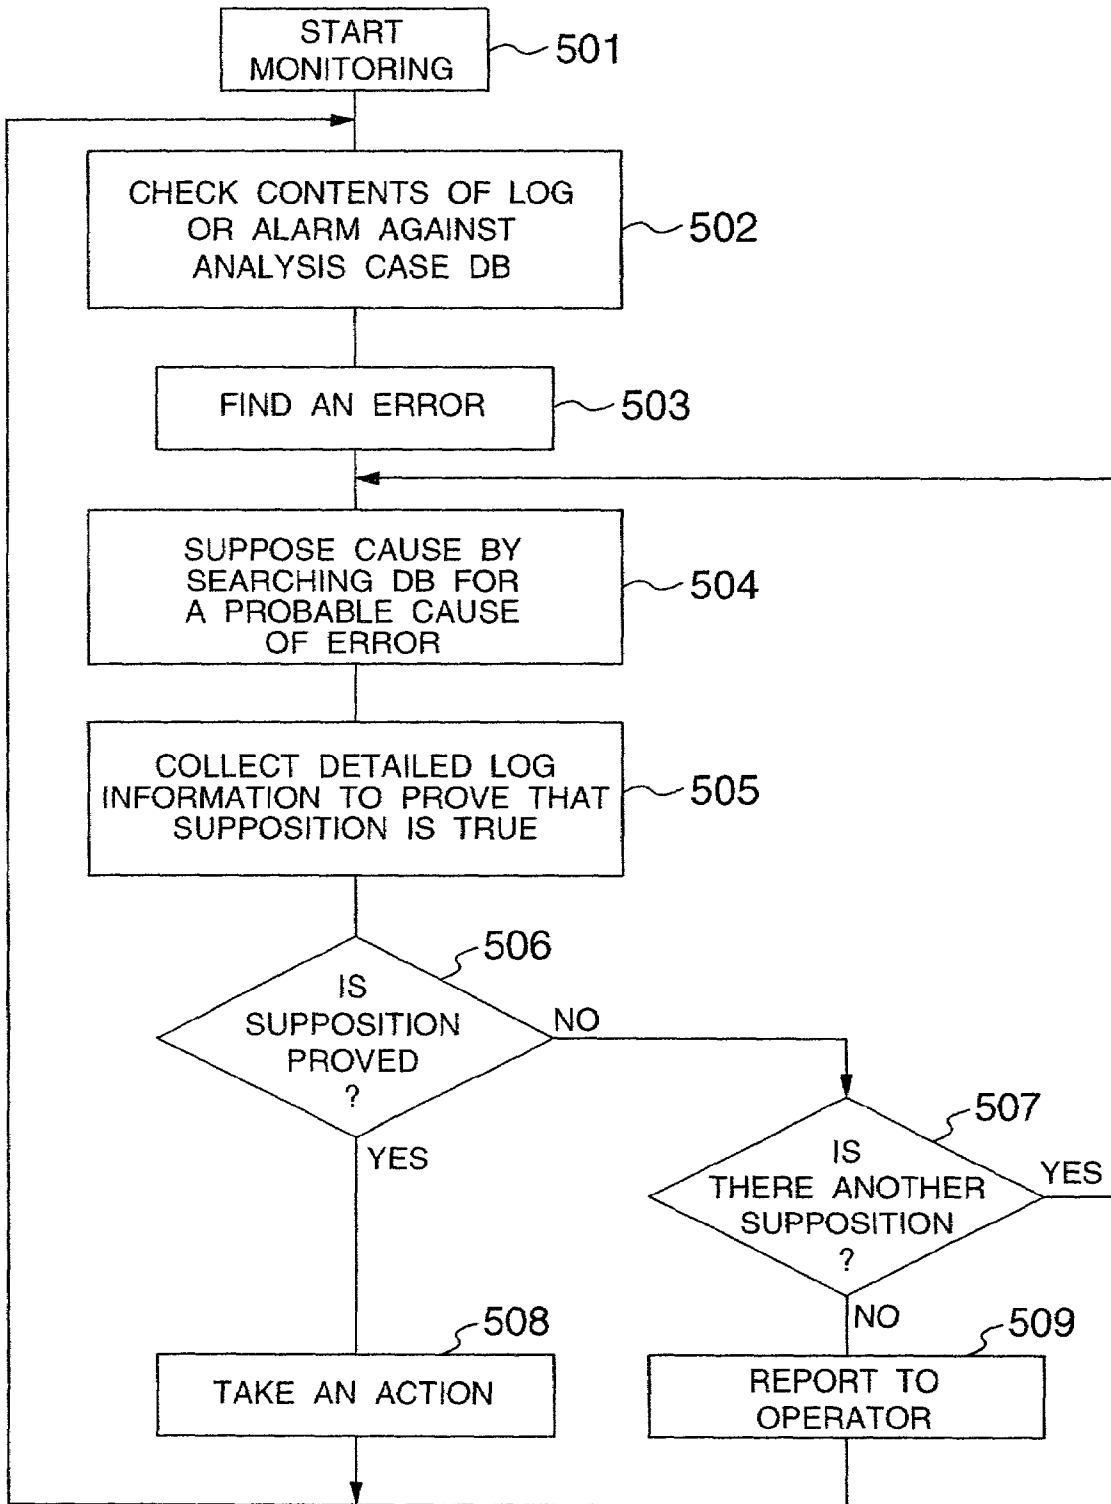 START
MONITORING
501
CHECK CONTENTS OF LOG
OR ALARM AGAINST
ANALYSIS CASE DB
502
FIND AN ERROR
503
SUPPOSE CAUSE BY
SEARCHING DB FOR
A PROBABLE CAUSE
OF ERROR
504
COLLECT DETAILED LOG
INFORMATION TO PROVE THAT
SUPPOSITION IS TRUE
505
506
IS
SUPPOSITION
PROVED
?
NO
YES
507
IS
THERE ANOTHER
SUPPOSITION
?
YES
NO
508
TAKE AN ACTION
509
REPORT TO
OPERATOR